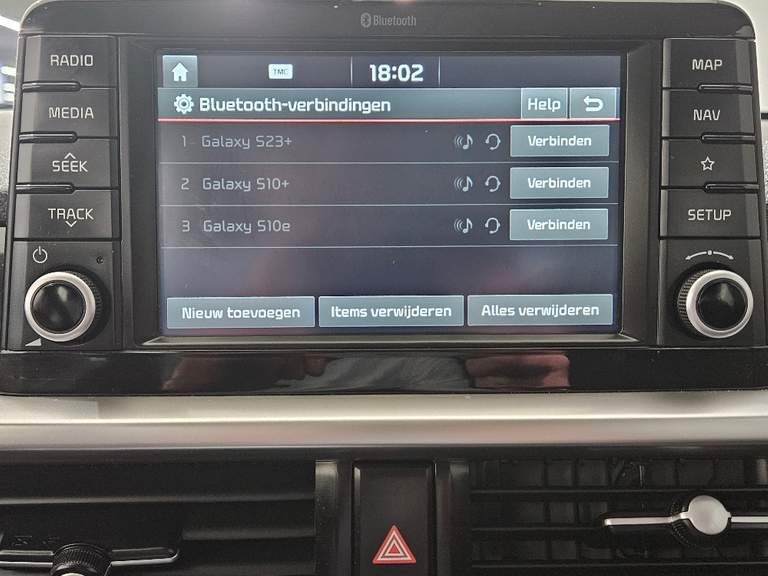 Bluetooth
RADIO
MEDIA
SEEK
TRACK
TMC
18:02
Bluetooth-verbindingen
Help
1 Galaxy S23+ Verbinden
2 Galaxy S10+ Verbinden
3 Galaxy S10e Verbinden
Nieuw toevoegen Items verwijderen Alles verwijderen
MAP
NAV
SETUP